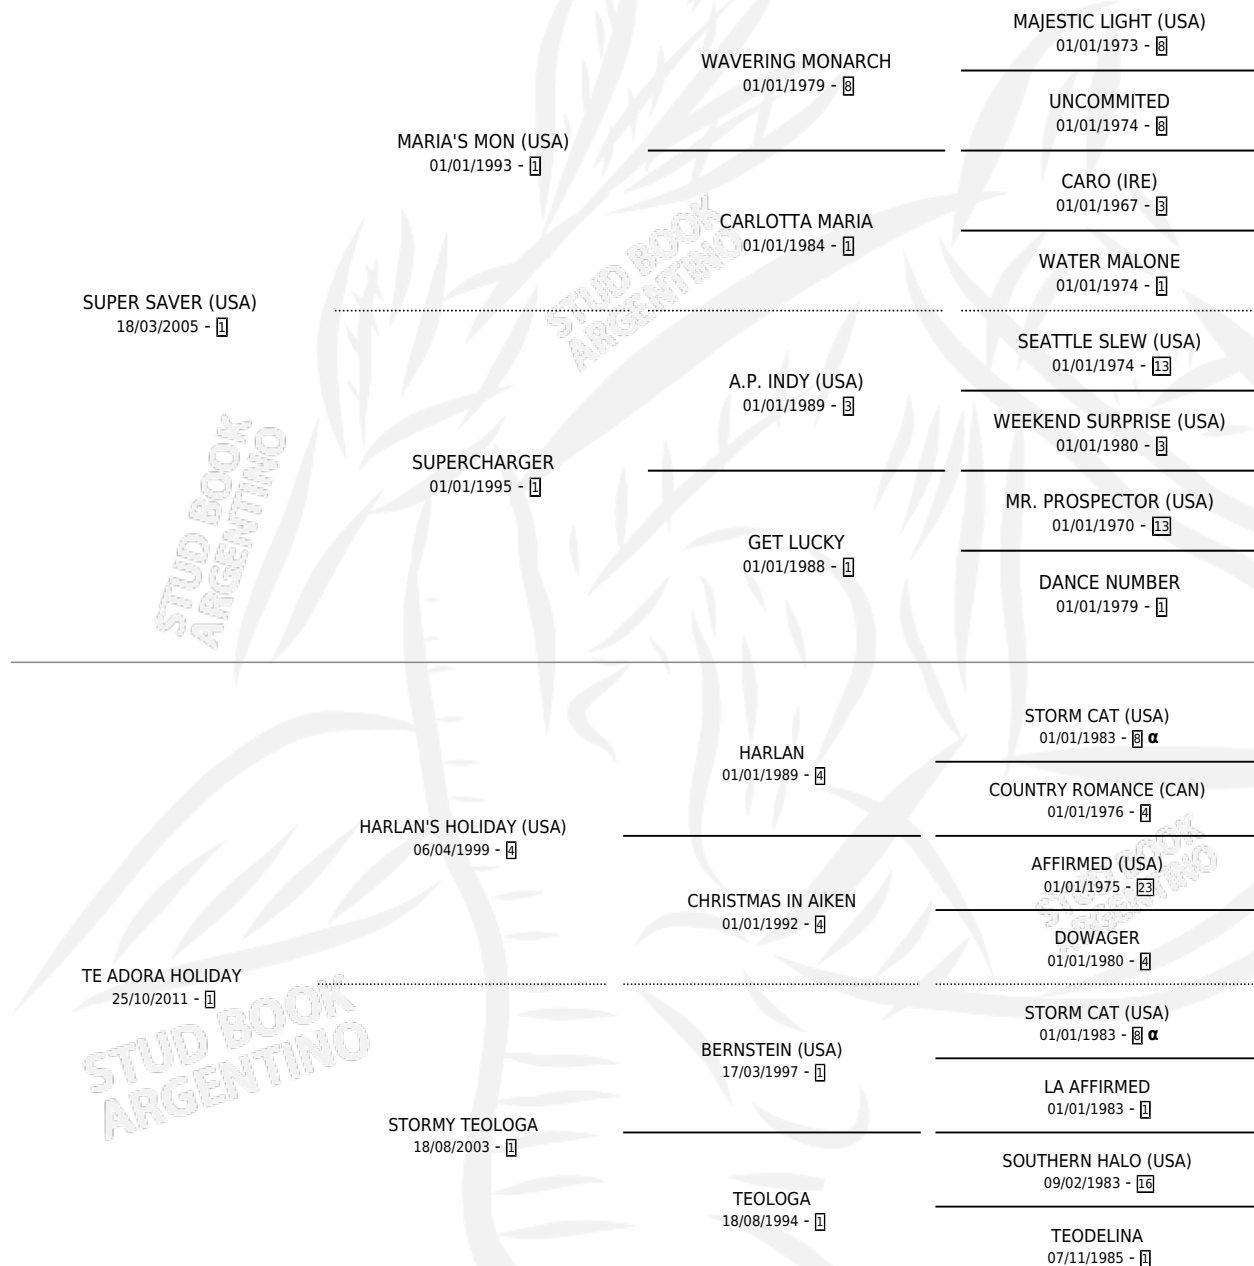 MAJESTIC LIGHT (USA)
01/01/1973 - 8
WAVERING MONARCH
01/01/1979 - 8
UNCOMMITED
01/01/1974 - 8
MARIA'S MON (USA)
01/01/1993 - 1
CARO (IRE)
01/01/1967 - 3
CARLOTTA MARIA
01/01/1984 - 1
WATER MALONE
01/01/1974 - 1
SUPER SAVER (USA)
18/03/2005 - 1
SEATTLE SLEW (USA)
01/01/1974 - 13
A.P. INDY (USA)
01/01/1989 - 3
WEEKEND SURPRISE (USA)
01/01/1980 - 3
SUPERCHARGER
01/01/1995 - 1
MR. PROSPECTOR (USA)
01/01/1970 - 13
GET LUCKY
01/01/1988 - 1
DANCE NUMBER
01/01/1979 - 1
STORM CAT (USA)
01/01/1983 - 8 α
HARLAN
01/01/1989 - 4
COUNTRY ROMANCE (CAN)
01/01/1976 - 4
HARLAN'S HOLIDAY (USA)
06/04/1999 - 4
AFFIRMED (USA)
01/01/1975 - 23
CHRISTMAS IN AIKEN
01/01/1992 - 4
DOWAGER
01/01/1980 - 4
TE ADORA HOLIDAY
25/10/2011 - 1
STORM CAT (USA)
01/01/1983 - 8 α
BERNSTEIN (USA)
17/03/1997 - 1
LA AFFIRMED
01/01/1983 - 1
STORMY TEOLOGA
18/08/2003 - 1
SOUTHERN HALO (USA)
09/02/1983 - 16
TEOLOGA
18/08/1994 - 1
TEODELINA
07/11/1985 - 1
STUD BOOK
ARGENTINO
STUD BOOK
ARGENTINO
STUD BOOK
ARGENTINO
STUD BOOK
ARGENTINO